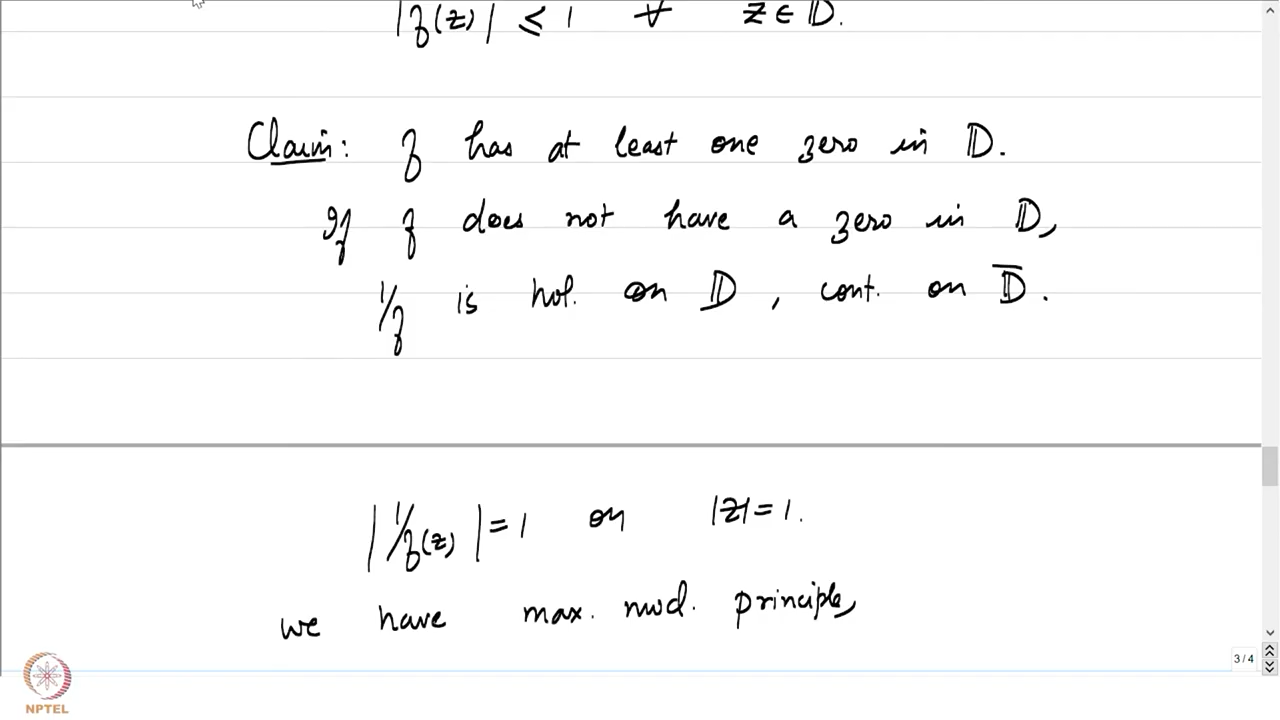 |f(z)| ≤ 1 ∀ z ∈ 𝔻.
Claim: f has at least one zero in 𝔻.
If f does not have a zero in 𝔻,
1/f is hol. on 𝔻, cont. on 𝔻̅.
|1/f(z)| = 1 on |z| = 1.
we have max. mod. principle,
3 / 4
NPTEL